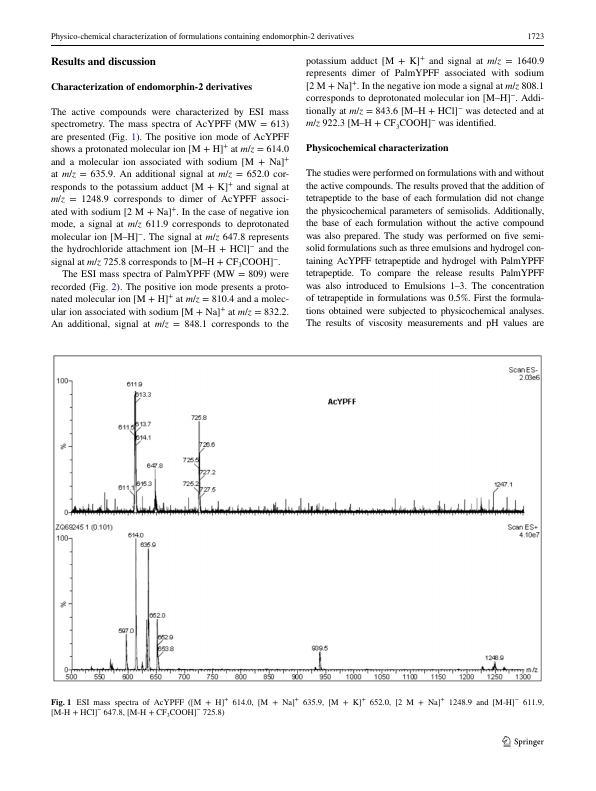 Physico-chemical characterization of formulations containing endomorphin-2 derivatives 1723
Results and discussion
Characterization of endomorphin-2 derivatives
The active compounds were characterized by ESI mass
spectrometry. The mass spectra of AcYPFF (MW = 613)
are presented (Fig. 1). The positive ion mode of AcYPFF
shows a protonated molecular ion [M + H]⁺ at m/z = 614.0
and a molecular ion associated with sodium [M + Na]⁺
at m/z = 635.9. An additional signal at m/z = 652.0 cor-
responds to the potassium adduct [M + K]⁺ and signal at
m/z = 1248.9 corresponds to dimer of AcYPFF associ-
ated with sodium [2 M + Na]⁺. In the case of negative ion
mode, a signal at m/z 611.9 corresponds to deprotonated
molecular ion [M–H]⁻. The signal at m/z 647.8 represents
the hydrochloride attachment ion [M–H + HCl]⁻ and the
signal at m/z 725.8 corresponds to [M–H + CF₃COOH]⁻.
The ESI mass spectra of PalmYPFF (MW = 809) were
recorded (Fig. 2). The positive ion mode presents a proto-
nated molecular ion [M + H]⁺ at m/z = 810.4 and a molec-
ular ion associated with sodium [M + Na]⁺ at m/z = 832.2.
An additional, signal at m/z = 848.1 corresponds to the
potassium adduct [M + K]⁺ and signal at m/z = 1640.9
represents dimer of PalmYPFF associated with sodium
[2 M + Na]⁺. In the negative ion mode a signal at m/z 808.1
corresponds to deprotonated molecular ion [M–H]⁻. Addi-
tionally at m/z = 843.6 [M–H + HCl]⁻ was detected and at
m/z 922.3 [M–H + CF₃COOH]⁻ was identified.
Physicochemical characterization
The studies were performed on formulations with and without
the active compounds. The results proved that the addition of
tetrapeptide to the base of each formulation did not change
the physicochemical parameters of semisolids. Additionally,
the base of each formulation without the active compound
was also prepared. The study was performed on five semi-
solid formulations such as three emulsions and hydrogel con-
taining AcYPFF tetrapeptide and hydrogel with PalmYPFF
tetrapeptide. To compare the release results PalmYPFF
was also introduced to Emulsions 1–3. The concentration
of tetrapeptide in formulations was 0.5%. First the formula-
tions obtained were subjected to physicochemical analyses.
The results of viscosity measurements and pH values are
Scan ES-
2.03e6
100
%
0
AcYPFF
611.9
613.3
613.7
614.1
611.1
615.3
647.8
725.8
726.6
725.5
727.2
725.2
727.5
1247.1
ZQ69245 1 (0.101)
Scan ES+
4.10e7
100
%
0
614.0
635.9
652.0
597.0
652.9
653.8
939.5
1248.9
500 550 600 650 700 750 800 850 900 950 1000 1050 1100 1150 1200 1250 1300 m/z
Fig. 1 ESI mass spectra of AcYPFF ([M + H]⁺ 614.0, [M + Na]⁺ 635.9, [M + K]⁺ 652.0, [2 M + Na]⁺ 1248.9 and [M-H]⁻ 611.9,
[M-H + HCl]⁻ 647.8, [M-H + CF₃COOH]⁻ 725.8)
Springer